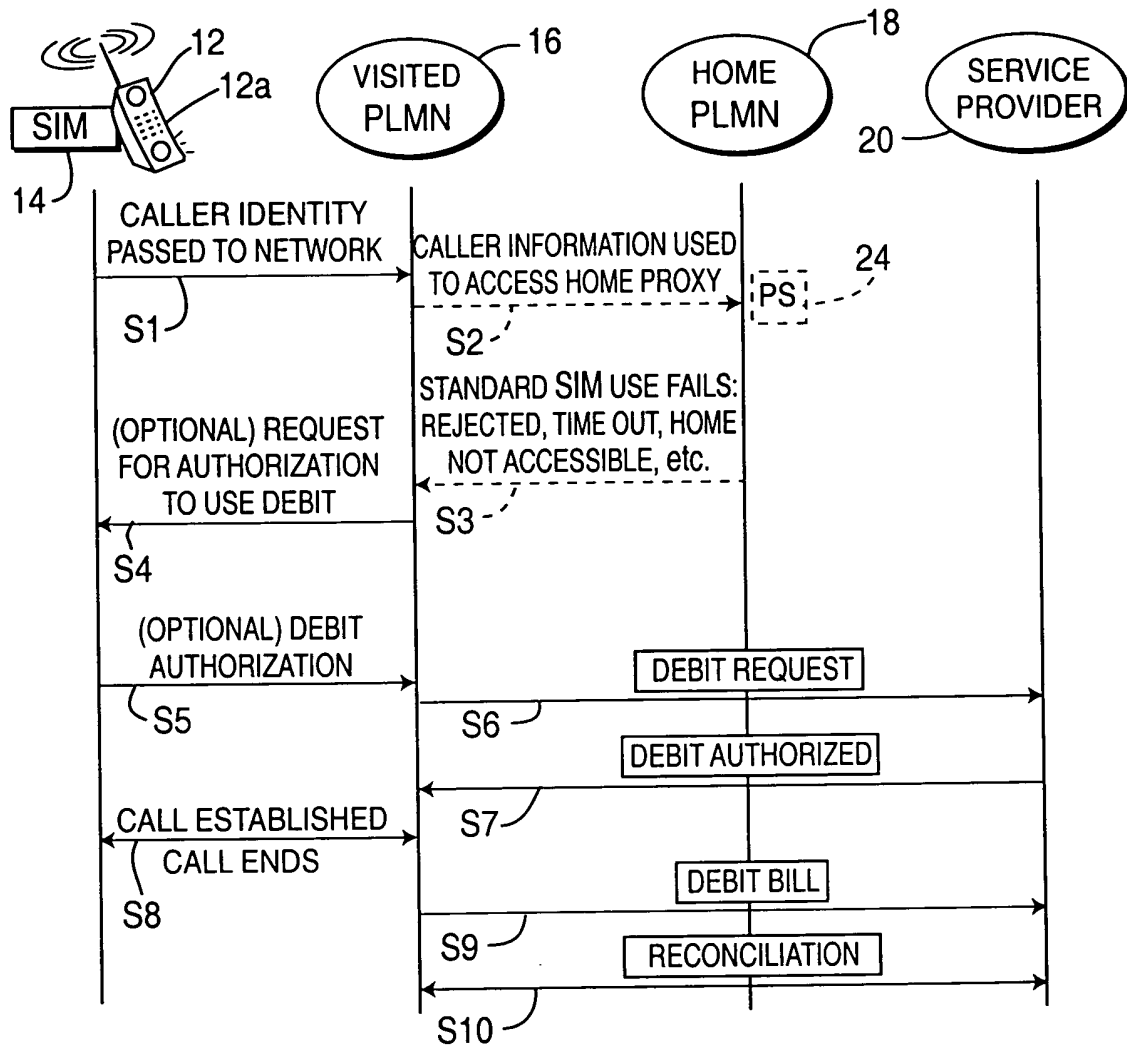 12
12a
SIM
14
VISITED
PLMN
16
HOME
PLMN
18
SERVICE
PROVIDER
20
CALLER IDENTITY
PASSED TO NETWORK
S1
CALLER INFORMATION USED
TO ACCESS HOME PROXY
S2
PS
24
STANDARD SIM USE FAILS:
REJECTED, TIME OUT, HOME
NOT ACCESSIBLE, etc.
S3
(OPTIONAL) REQUEST
FOR AUTHORIZATION
TO USE DEBIT
S4
(OPTIONAL) DEBIT
AUTHORIZATION
S5
DEBIT REQUEST
S6
DEBIT AUTHORIZED
S7
CALL ESTABLISHED
CALL ENDS
S8
DEBIT BILL
S9
RECONCILIATION
S10